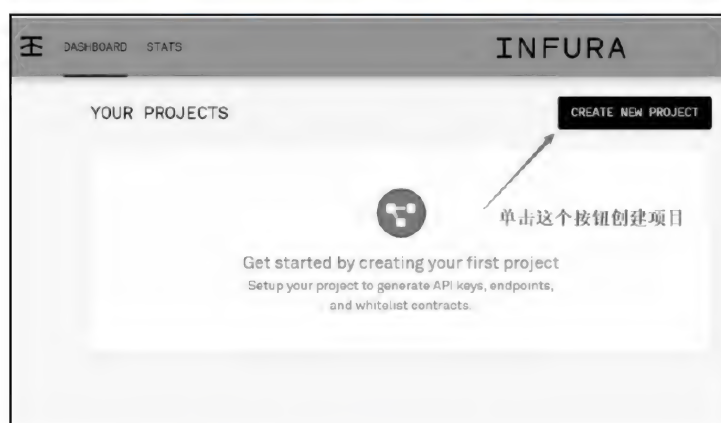 DASHBOARD STATS INFURA
YOUR PROJECTS
CREATE NEW PROJECT
单击这个按钮创建项目
Get started by creating your first project
Setup your project to generate API keys, endpoints,
and whitelist contracts.